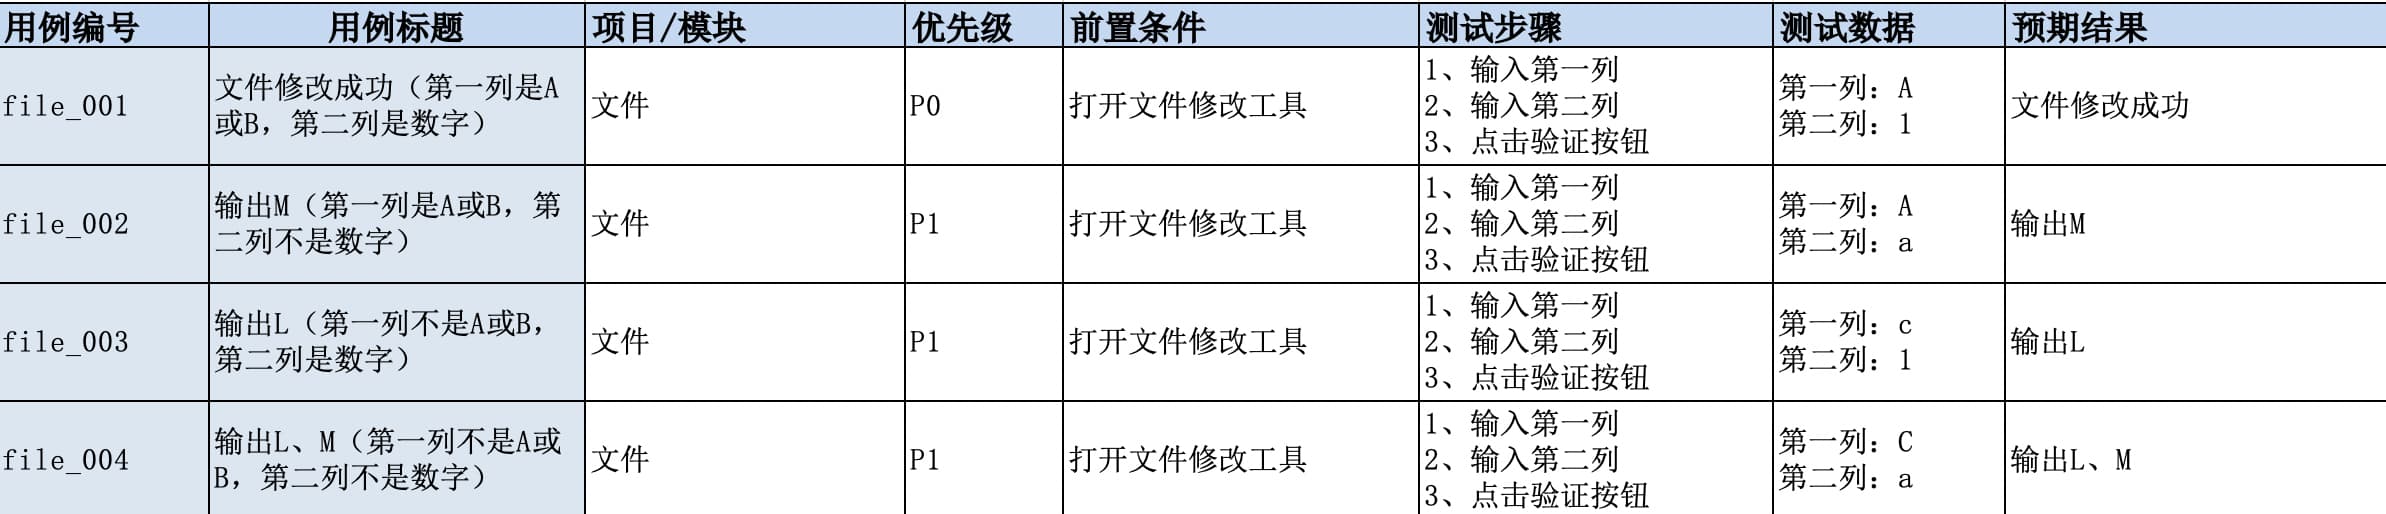 用例编号 用例标题 项目/模块 优先级 前置条件 测试步骤 测试数据 预期结果
file_001
文件修改成功（第一列是A
或B，第二列是数字）
文件
P0
打开文件修改工具
1、输入第一列
2、输入第二列
3、点击验证按钮
第一列：A
第二列：1
文件修改成功
file_002
输出M（第一列是A或B，第
二列不是数字）
文件
P1
打开文件修改工具
1、输入第一列
2、输入第二列
3、点击验证按钮
第一列：A
第二列：a
输出M
file_003
输出L（第一列不是A或B，
第二列是数字）
文件
P1
打开文件修改工具
1、输入第一列
2、输入第二列
3、点击验证按钮
第一列：c
第二列：1
输出L
file_004
输出L、M（第一列不是A或
B，第二列不是数字）
文件
P1
打开文件修改工具
1、输入第一列
2、输入第二列
3、点击验证按钮
第一列：C
第二列：a
输出L、M